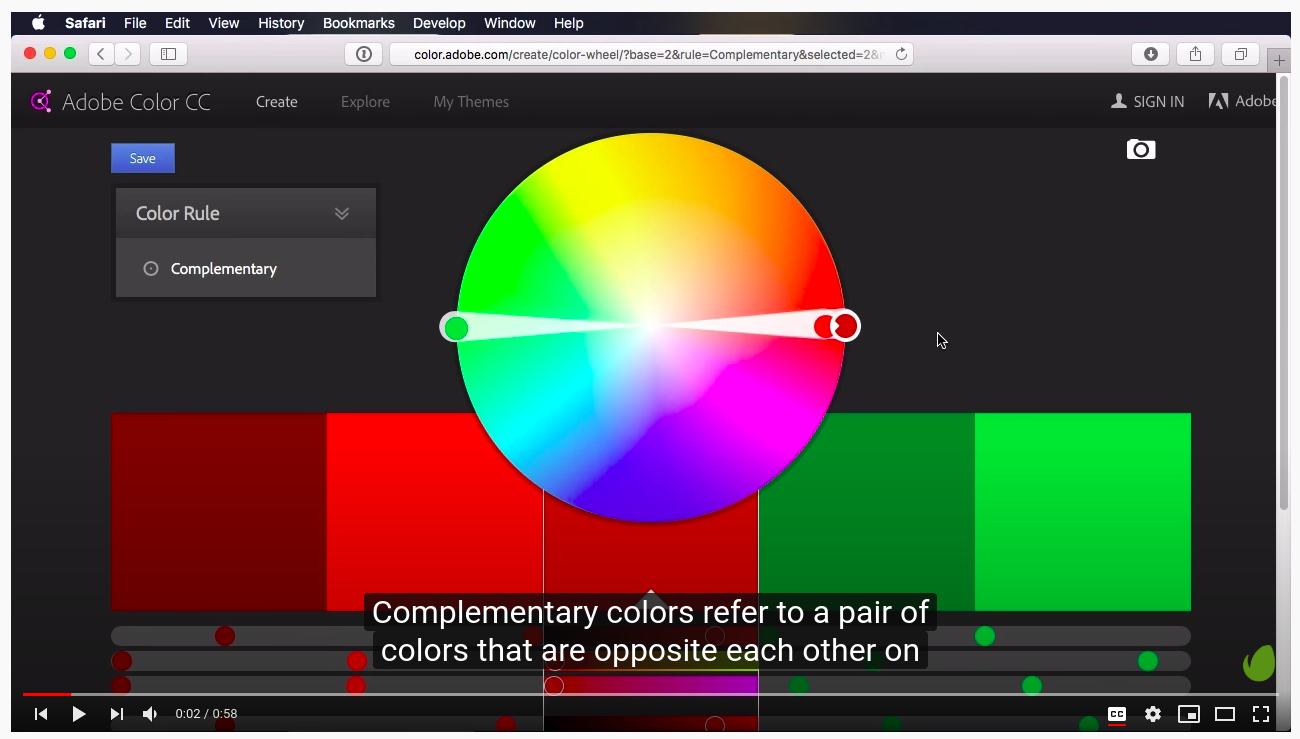 Safari File Edit View History Bookmarks Develop Window Help
color.adobe.com/create/color-wheel/?base=2&rule=Complementary&selected=2&
Adobe Color CC Create Explore My Themes SIGN IN Adobe
Save
Color Rule
Complementary
Complementary colors refer to a pair of
colors that are opposite each other on
0:02 / 0:58 CC